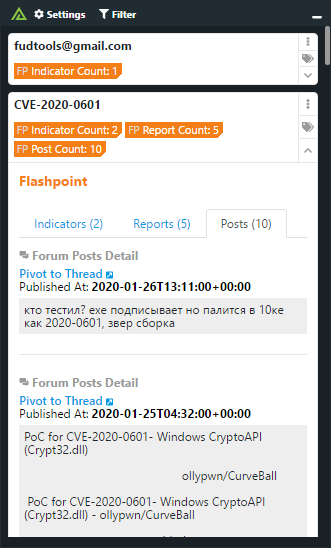 Settings Filter
fudtools@gmail.com
FP Indicator Count: 1
CVE-2020-0601
FP Indicator Count: 2 FP Report Count: 5
FP Post Count: 10
Flashpoint
Indicators (2) Reports (5) Posts (10)
Forum Posts Detail
Pivot to Thread
Published At: 2020-01-26T13:11:00+00:00
кто тестил? exe подписывает но палится в 10ке
как 2020-0601, звер сборка
Forum Posts Detail
Pivot to Thread
Published At: 2020-01-25T04:32:00+00:00
PoC for CVE-2020-0601- Windows CryptoAPI
(Crypt32.dll)
ollypwn/CurveBall
PoC for CVE-2020-0601- Windows CryptoAPI
(Crypt32.dll) - ollypwn/CurveBall